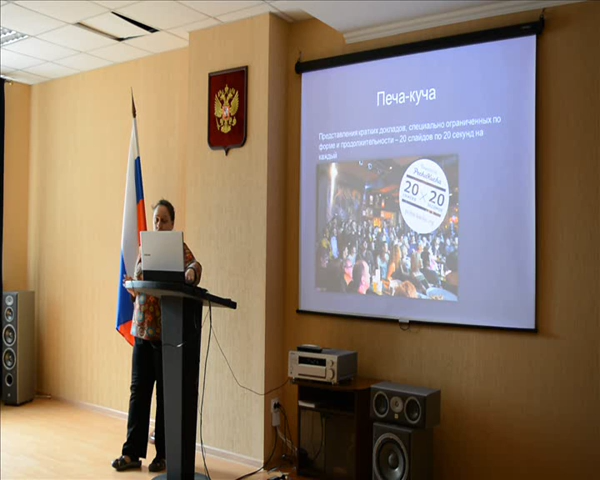 Печа-куча
Представления кратких докладов, специально ограниченных по
форме и продолжительности – 20 слайдов по 20 секунд на
каждый
PechaKucha
20 x 20